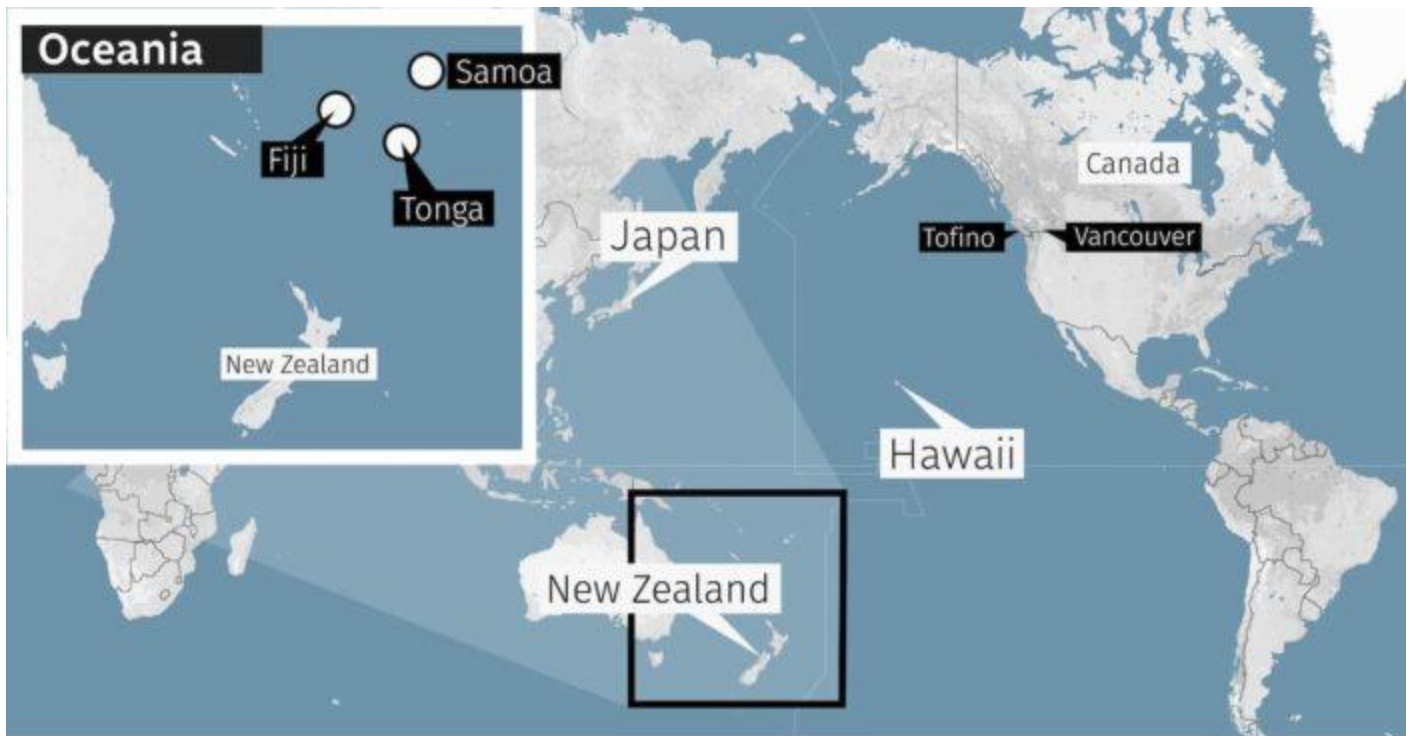 Oceania
Samoa
Fiji
Tonga
New Zealand
Japan
Canada
Tofino
Vancouver
Hawaii
New Zealand